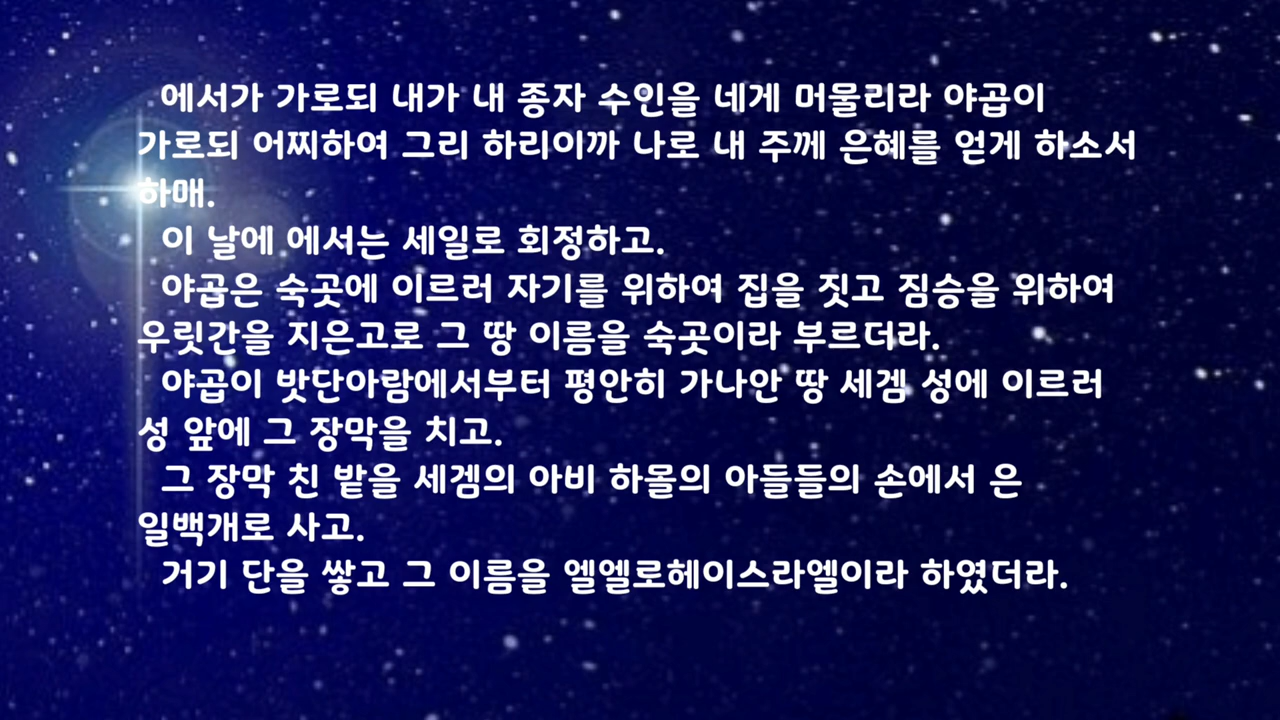 에서가 가로되 내가 내 종자 수인을 네게 머물리라 야곱이
가로되 어찌하여 그리 하리이까 나로 내 주께 은혜를 얻게 하소서
하매.
이 날에 에서는 세일로 회정하고.
야곱은 숙곳에 이르러 자기를 위하여 집을 짓고 짐승을 위하여
우릿간을 지은고로 그 땅 이름을 숙곳이라 부르더라.
야곱이 밧단아람에서부터 평안히 가나안 땅 세겜 성에 이르러
성 앞에 그 장막을 치고.
그 장막 친 밭을 세겜의 아비 하몰의 아들들의 손에서 은
일백개로 사고.
거기 단을 쌓고 그 이름을 엘엘로헤이스라엘이라 하였더라.